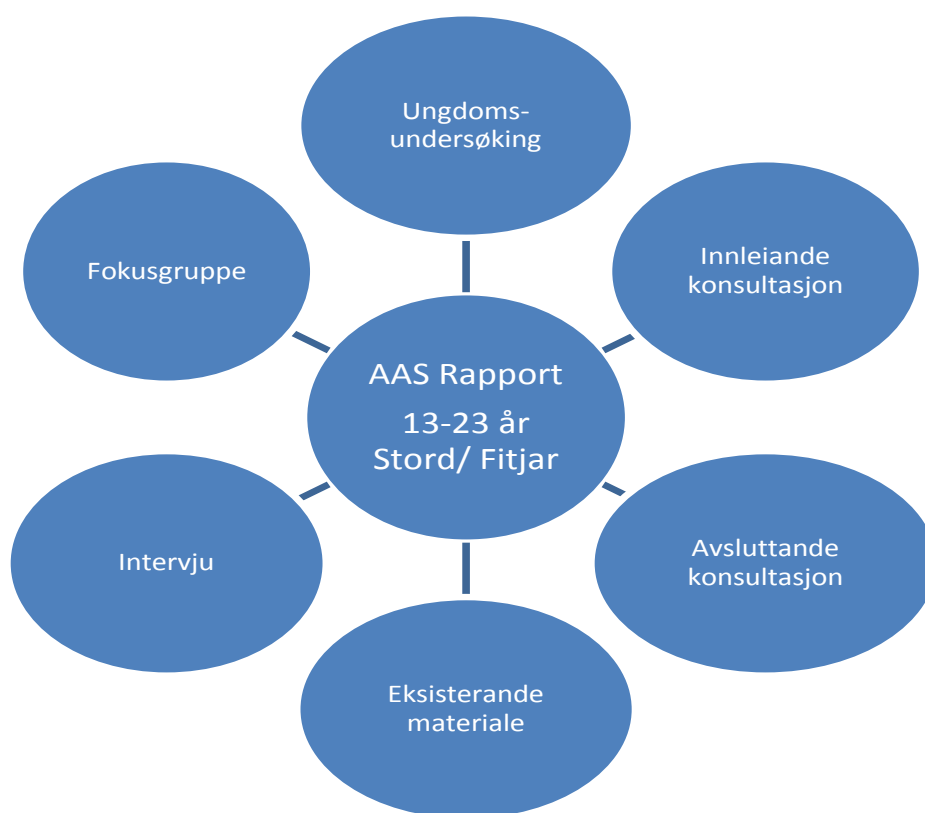 Ungdoms-
undersøking
Fokusgruppe
Innleiande
konsultasjon
AAS Rapport
13-23 år
Stord/ Fitjar
Intervju
Avsluttande
konsultasjon
Eksisterande
materiale